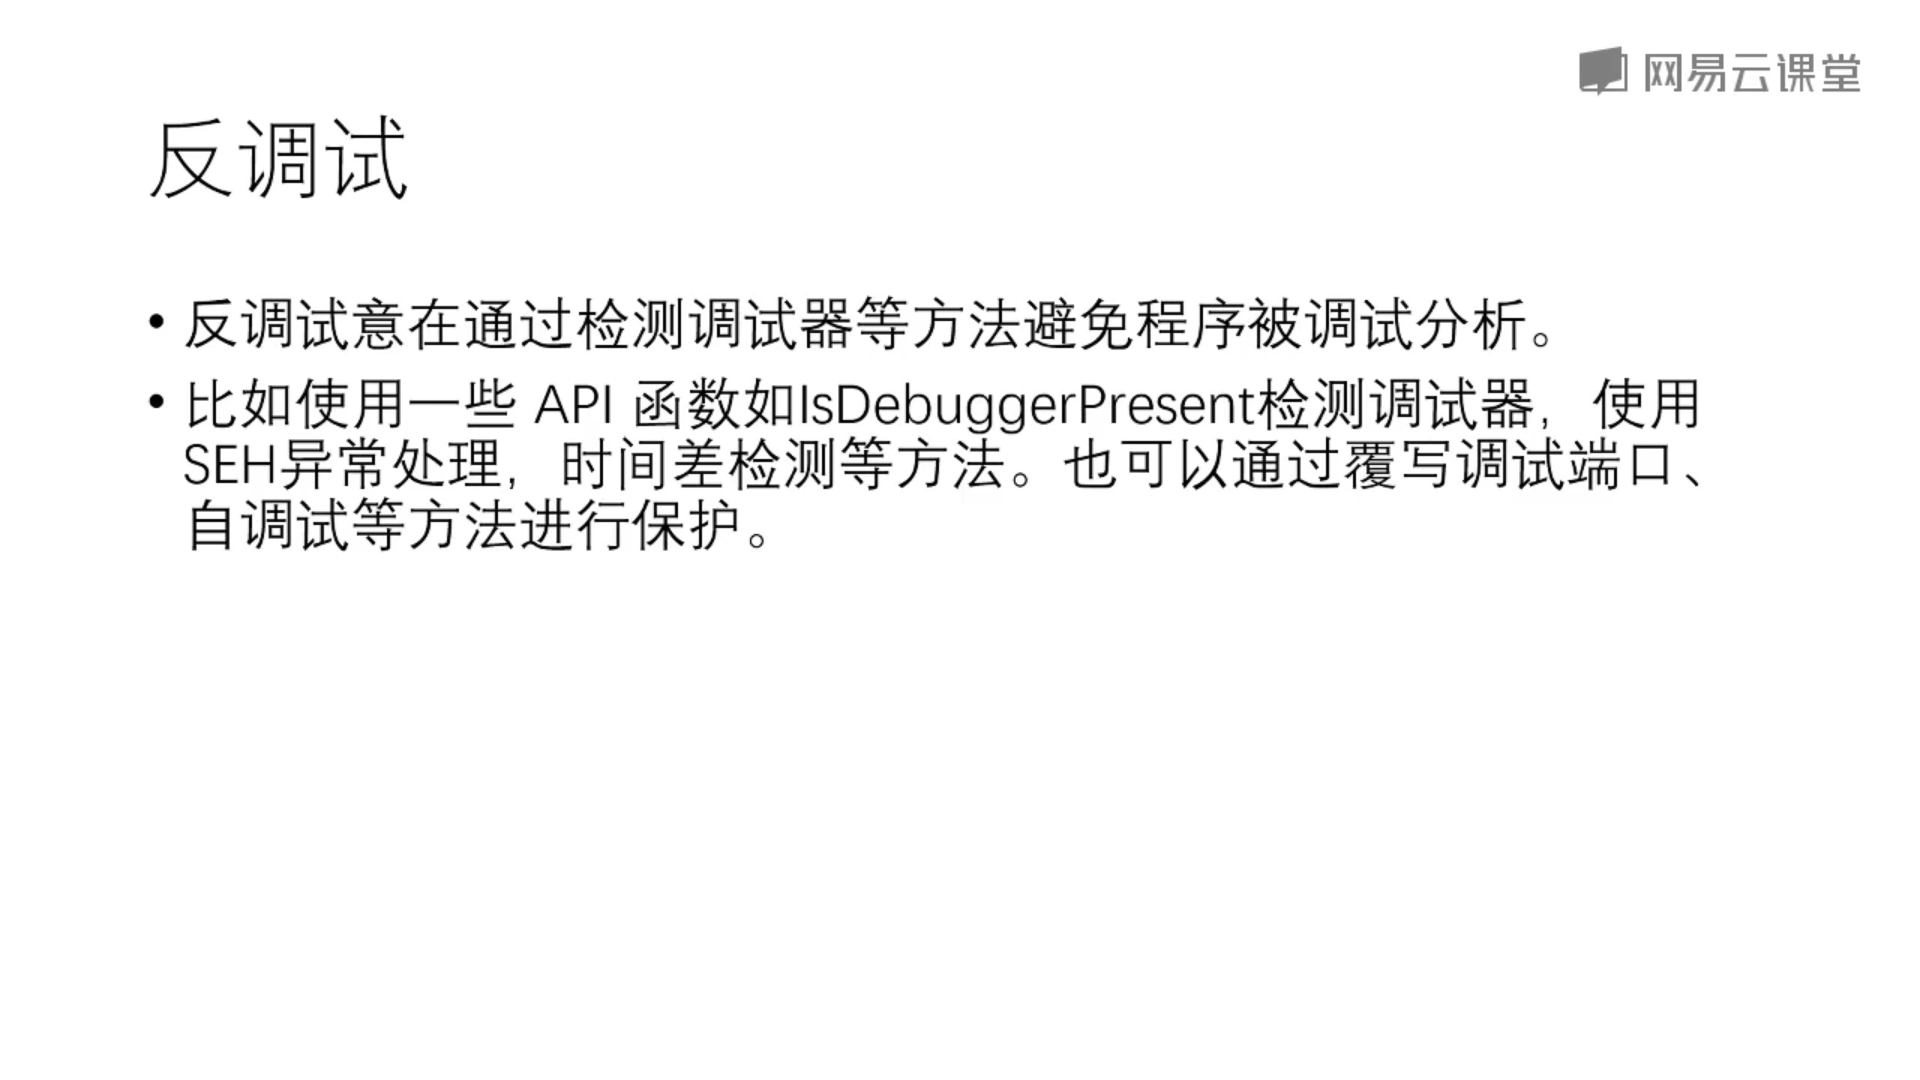 网易云课堂
反调试
• 反调试意在通过检测调试器等方法避免程序被调试分析。
• 比如使用一些 API 函数如IsDebuggerPresent检测调试器，使用
SEH异常处理，时间差检测等方法。也可以通过覆写调试端口、
自调试等方法进行保护。